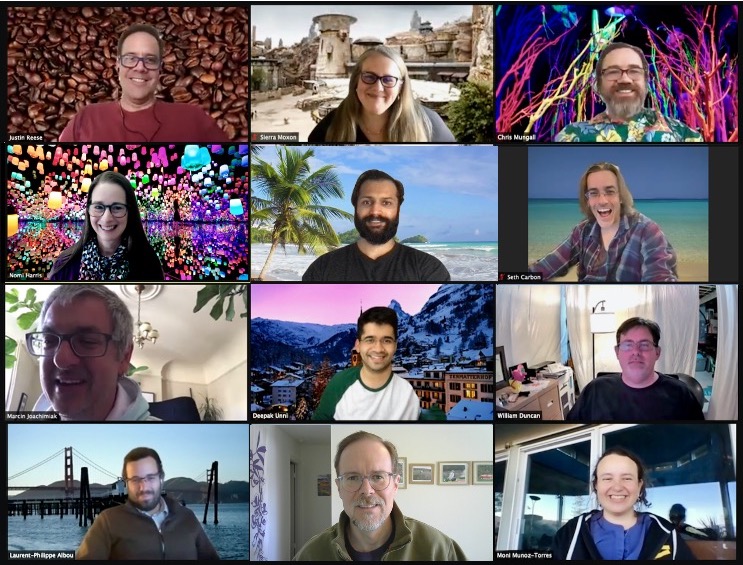 Justin Reese
Sierra Moxon
Chris Mungall
Nomi Harris
Seth Carbon
Marcin Joachimiak
Deepak Unni
William Duncan
Laurent-Philippe Albou
Moni Munoz-Torres